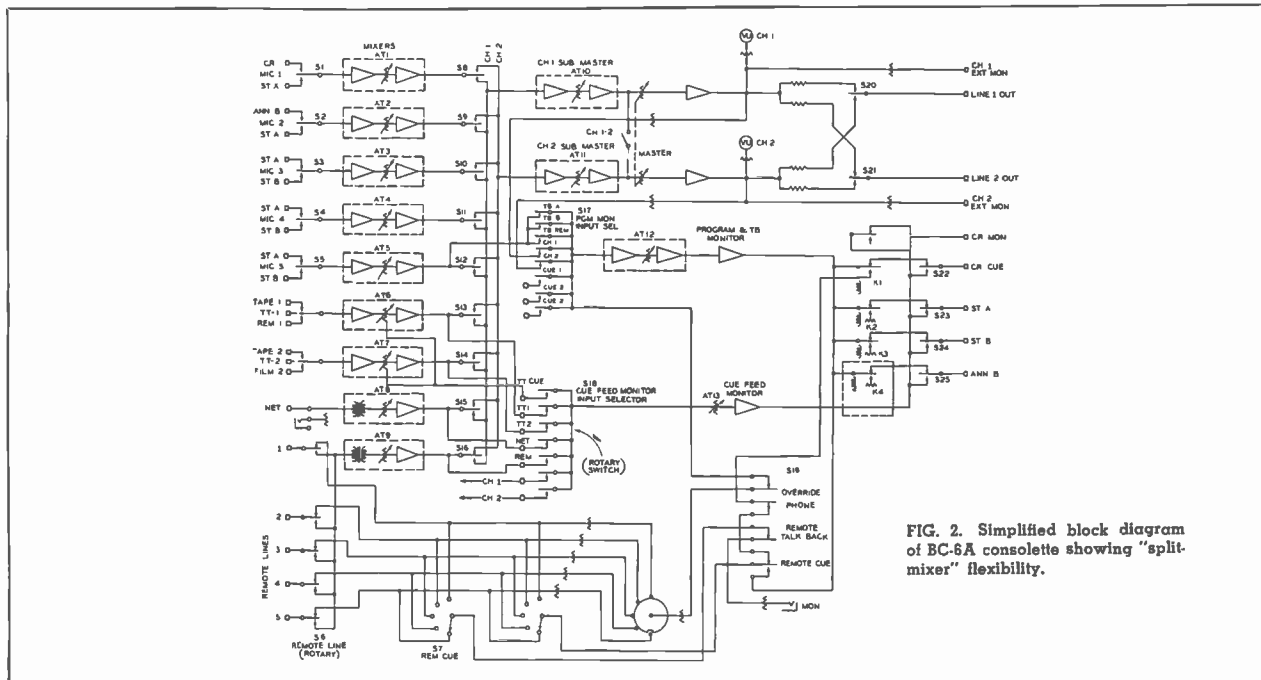 MIXERS
AT1
CR
MIC 1
ST A
S1
S8
CH 1
CH 2
ANN B
MIC 2
ST A
S2
AT2
S9
ST A
MIC 3
ST B
S3
AT3
S10
ST A
MIC 4
ST B
S4
AT4
S11
ST A
MIC 5
ST B
S5
AT5
S12
TAPE 1
TT-1
REM 1
AT6
S13
TAPE 2
TT-2
FILM 2
AT7
S14
NET
AT8
S15
1
AT9
S16
CH 1 SUB MASTER
AT10
CH 1-2
MASTER
CH 2 SUB MASTER
AT11
VU CH 1
VU CH 2
S20
S21
CH 1
EXT MON
LINE 1 OUT
LINE 2 OUT
CH 2
EXT MON
S17
PGM MON
INPUT SEL
TB A
TB B
TB REM
CH 1
CH 2
CUE 1
CUE 2
CUE 2
AT12
PROGRAM & TB
MONITOR
CR MON
CR CUE
S22
K1
ST A
S23
K2
ST B
S24
K3
ANN B
S25
K4
S18
CUE FEED MONITOR
INPUT SELECTOR
TT CUE
TT1
TT2
NET
REM
CH 1
CH 2
(ROTARY
SWITCH)
AT13
CUE FEED
MONITOR
S19
OVERRIDE
PHONE
REMOTE
TALK BACK
REMOTE CUE
MON
REMOTE LINES
2
3
4
5
S6
REMOTE LINE
(ROTARY)
S7
REM CUE
FIG. 2. Simplified block diagram
of BC-6A consolette showing "split-
mixer" flexibility.